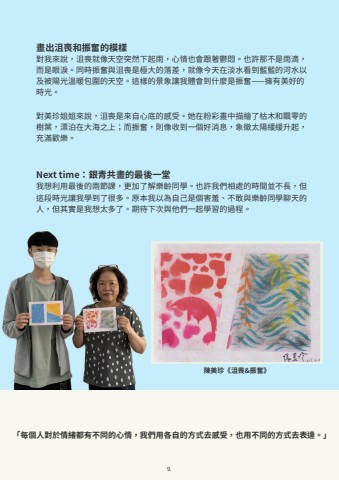 畫出沮喪和振奮的模樣
對我來說，沮喪就像天空突然下起雨，心情也會跟著鬱悶。也許那不是雨滴，
而是眼淚。同時振奮與沮喪是極大的落差，就像今天在淡水看到藍藍的河水以
及被陽光溫暖包圍的天空。這樣的景象讓我體會到什麼是振奮——擁有美好的
時光。
對美珍姐姐來說，沮喪是來自心底的感受。她在粉彩畫中描繪了枯木和飄零的
樹葉，漂泊在大海之上；而振奮，則像收到一個好消息，象徵太陽緩緩升起，
充滿歡樂。
Next time：銀青共畫的最後一堂
我想利用最後的兩節課，更加了解樂齡同學。也許我們相處的時間並不長，但
這段時光讓我學到了很多。原本我以為自己是個害羞、不敢與樂齡同學聊天的
人，但其實是我想太多了。期待下次與他們一起學習的過程。
陳美珍《沮喪&振奮》
「每個人對於情緒都有不同的心情，我們用各自的方式去感受，也用不同的方式去表達。」
9.